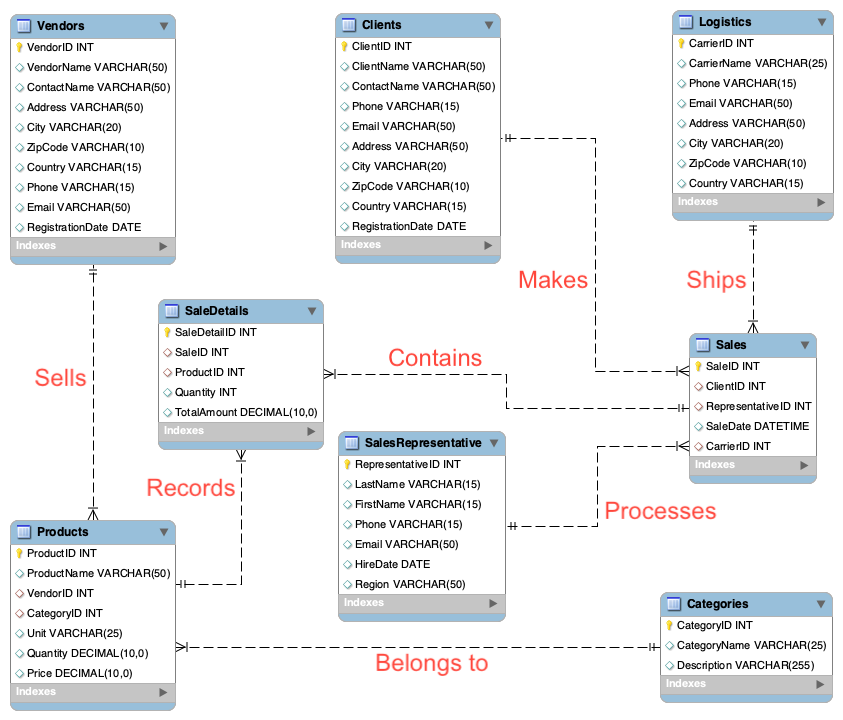 Vendors
VendorID INT
VendorName VARCHAR(50)
ContactName VARCHAR(50)
Address VARCHAR(50)
City VARCHAR(20)
ZipCode VARCHAR(10)
Country VARCHAR(15)
Phone VARCHAR(15)
Email VARCHAR(50)
RegistrationDate DATE
Indexes
Clients
ClientID INT
ClientName VARCHAR(50)
ContactName VARCHAR(50)
Phone VARCHAR(15)
Email VARCHAR(50)
Address VARCHAR(50)
City VARCHAR(20)
ZipCode VARCHAR(10)
Country VARCHAR(15)
RegistrationDate DATE
Indexes
Logistics
CarrierID INT
CarrierName VARCHAR(25)
Phone VARCHAR(15)
Email VARCHAR(50)
Address VARCHAR(50)
City VARCHAR(20)
ZipCode VARCHAR(10)
Country VARCHAR(15)
Indexes
Makes
Ships
Sells
SaleDetails
SaleDetailID INT
SaleID INT
ProductID INT
Quantity INT
TotalAmount DECIMAL(10,0)
Indexes
Contains
Sales
SaleID INT
ClientID INT
RepresentativeID INT
SaleDate DATETIME
CarrierID INT
Indexes
Records
SalesRepresentative
RepresentativeID INT
LastName VARCHAR(15)
FirstName VARCHAR(15)
Phone VARCHAR(15)
Email VARCHAR(50)
HireDate DATE
Region VARCHAR(50)
Indexes
Processes
Products
ProductID INT
ProductName VARCHAR(50)
VendorID INT
CategoryID INT
Unit VARCHAR(25)
Quantity DECIMAL(10,0)
Price DECIMAL(10,0)
Indexes
Belongs to
Categories
CategoryID INT
CategoryName VARCHAR(25)
Description VARCHAR(255)
Indexes